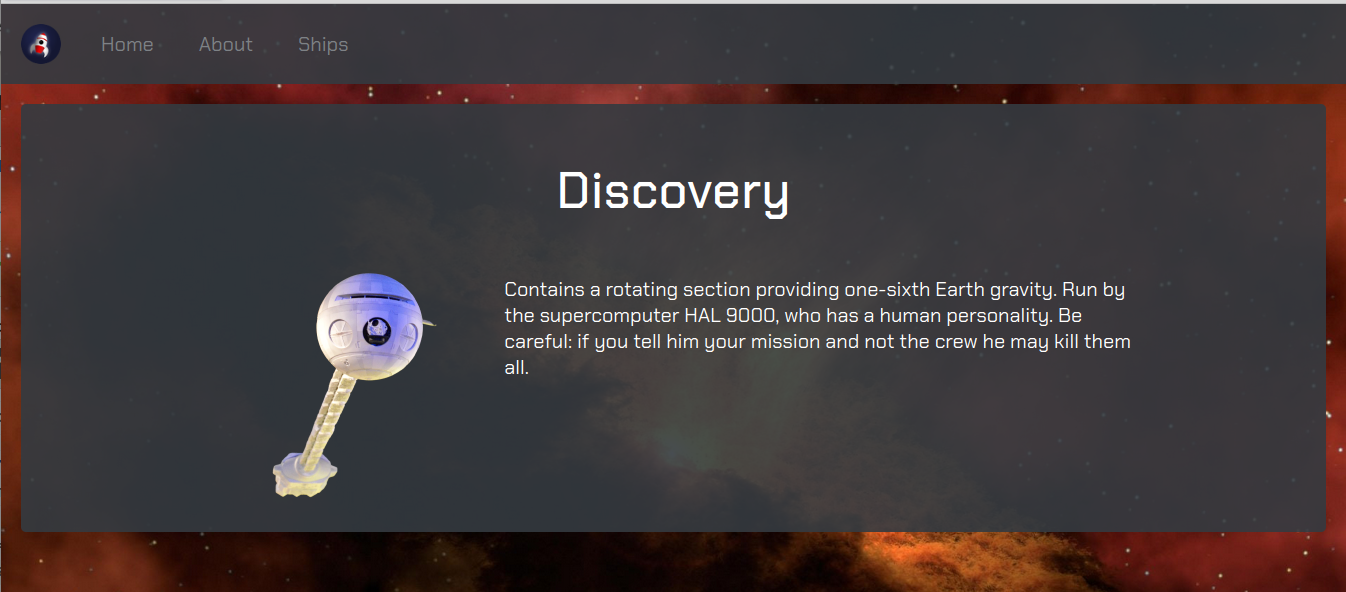 Home About Ships
Discovery
Contains a rotating section providing one-sixth Earth gravity. Run by
the supercomputer HAL 9000, who has a human personality. Be
careful: if you tell him your mission and not the crew he may kill them
all.